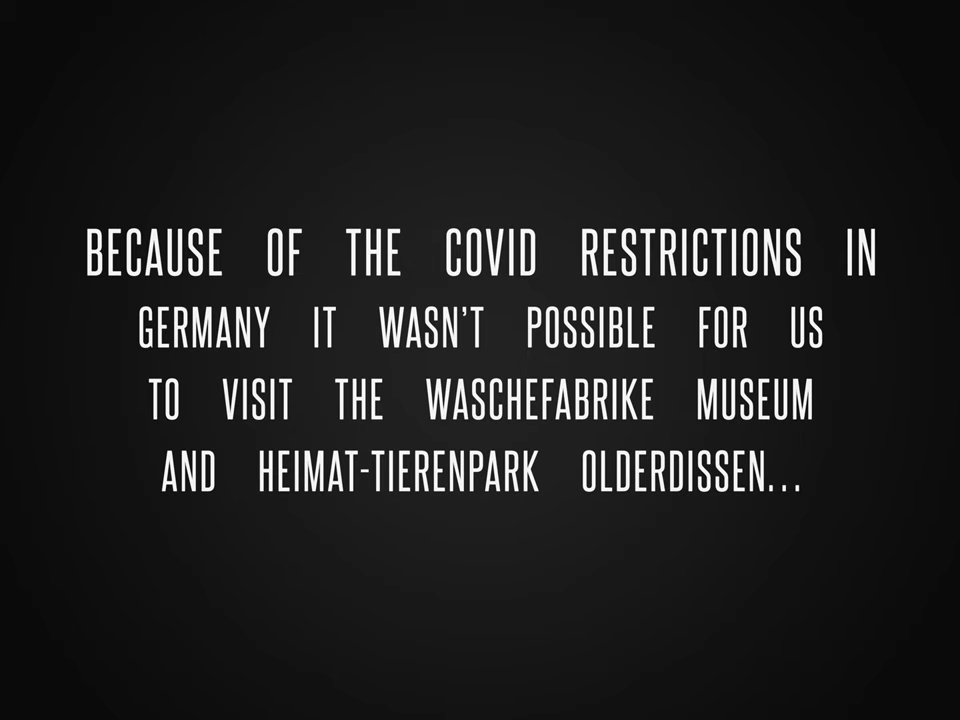 BECAUSE OF THE COVID RESTRICTIONS IN
GERMANY IT WASN'T POSSIBLE FOR US
TO VISIT THE WASCHEFABRIKE MUSEUM
AND HEIMAT-TIERENPARK OLDERDISSEN...